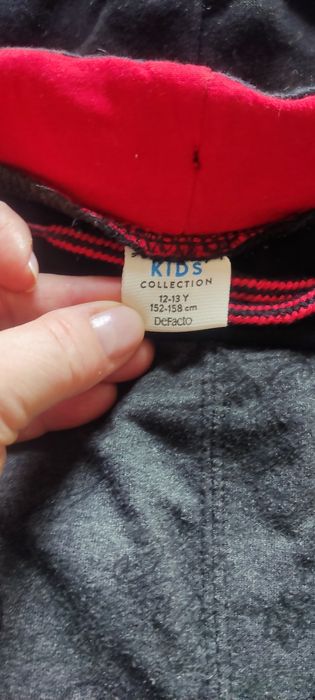 KIDS
COLLECTION
12-13 Y
152-158 cm
DeFacto